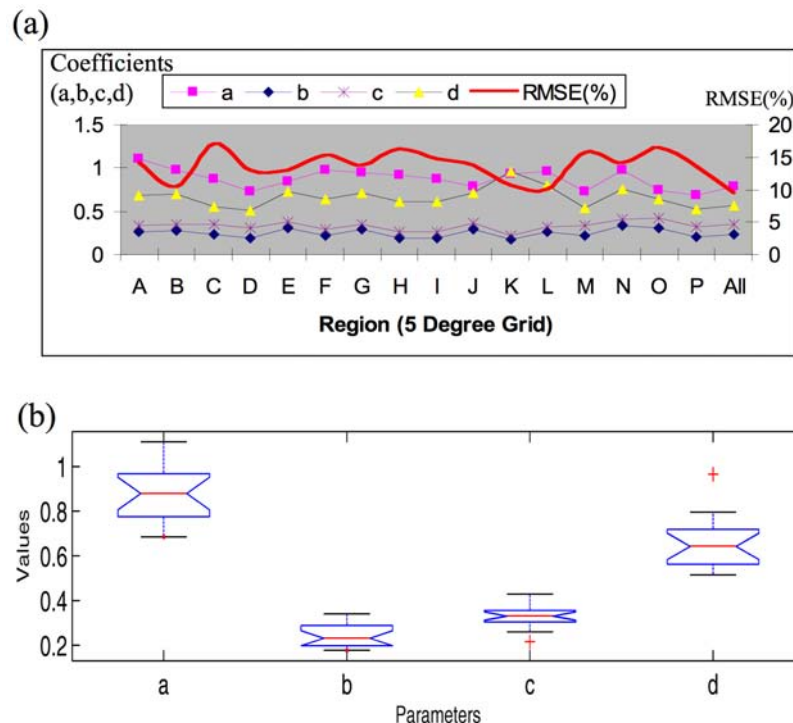 (a)
Coefficients
(a,b,c,d)
a b c d RMSE(%)
RMSE(%)
1.5
1
0.5
0
20
15
10
5
0
A B C D E F G H I J K L M N O P All
Region (5 Degree Grid)
(b)
1
0.8
0.6
0.4
0.2
Values
a b c d
Parameters